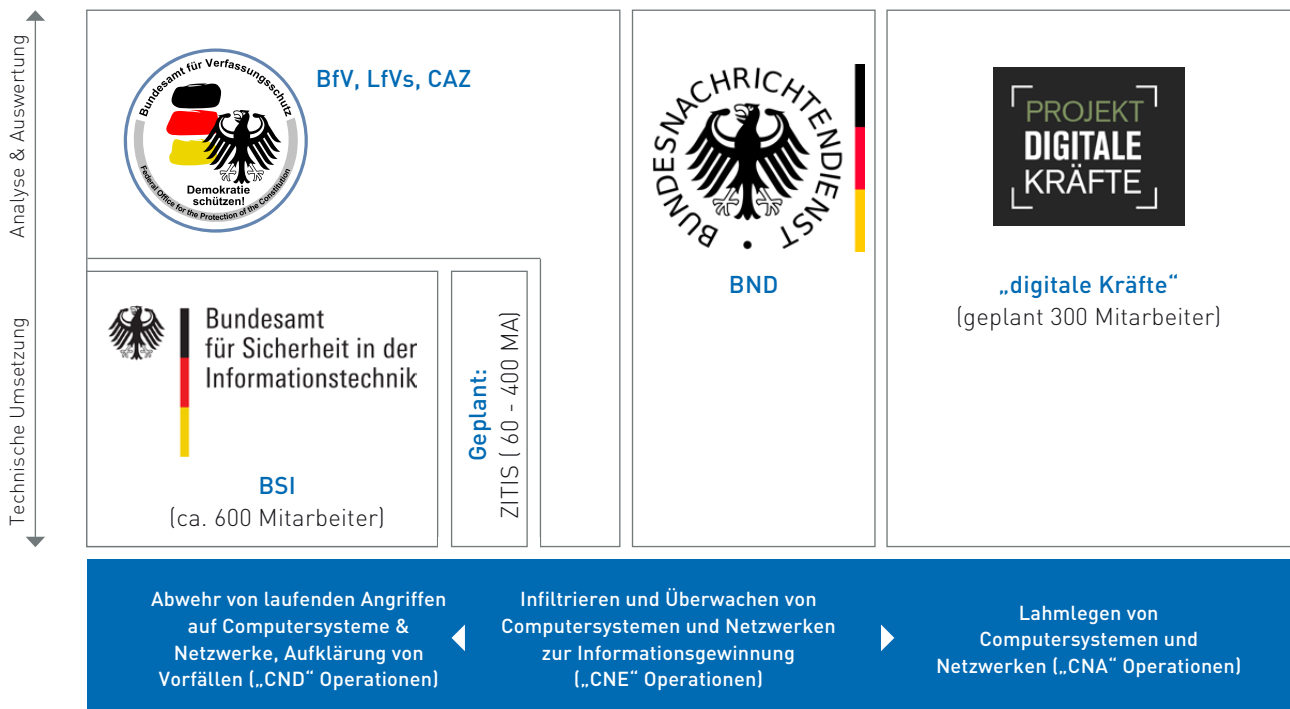 Analyse & Auswertung
Technische Umsetzung
Bundesamt für Verfassungsschutz
Demokratie
schützen!
Federal Office for the Protection of the Constitution
BfV, LfVs, CAZ
BUNDESNACHRICHTENDIENST
BND
PROJEKT
DIGITALE
KRÄFTE
„digitale Kräfte“
(geplant 300 Mitarbeiter)
Bundesamt
für Sicherheit in der
Informationstechnik
BSI
(ca. 600 Mitarbeiter)
Geplant:
ZITIS ( 60 - 400 MA)
Abwehr von laufenden Angriffen
auf Computersysteme &
Netzwerke, Aufklärung von
Vorfällen („CND“ Operationen)
Infiltrieren und Überwachen von
Computersystemen und Netzwerken
zur Informationsgewinnung
(„CNE“ Operationen)
Lahmlegen von
Computersystemen und
Netzwerken („CNA“ Operationen)